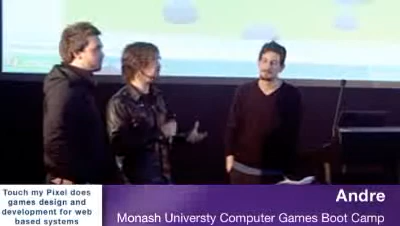 Touch my Pixel does
games design and
development for web
based systems
Andre
Monash Universty Computer Games Boot Camp